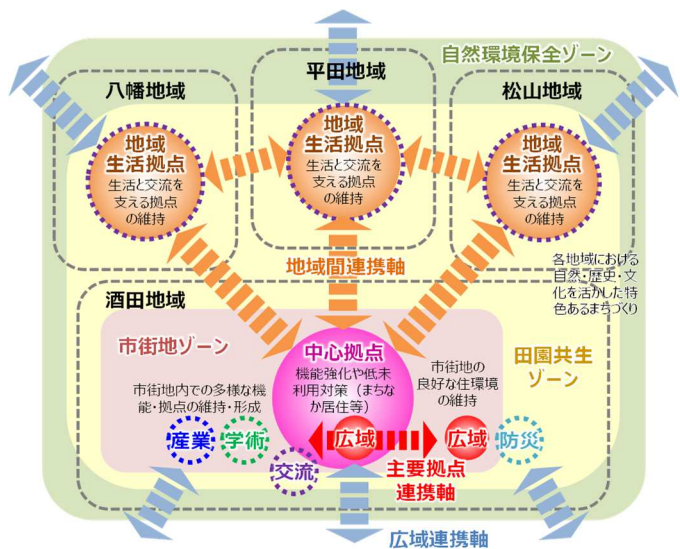 自然環境保全ゾーン
八幡地域
平田地域
松山地域
地域
生活拠点
生活と交流を
支える拠点
の維持
地域
生活拠点
生活と交流を
支える拠点
の維持
地域
生活拠点
生活と交流を
支える拠点
の維持
地域間連携軸
各地域における
自然・歴史・文
化を活かした特
色あるまちづくり
酒田地域
市街地ゾーン
田園共生
ゾーン
中心拠点
機能強化や低未
利用対策（まちな
か居住等）
市街地内での多様な機
能・拠点の維持・形成
市街地の
良好な住環境
の維持
産業
学術
交流
広域
広域
防災
主要拠点
連携軸
広域連携軸